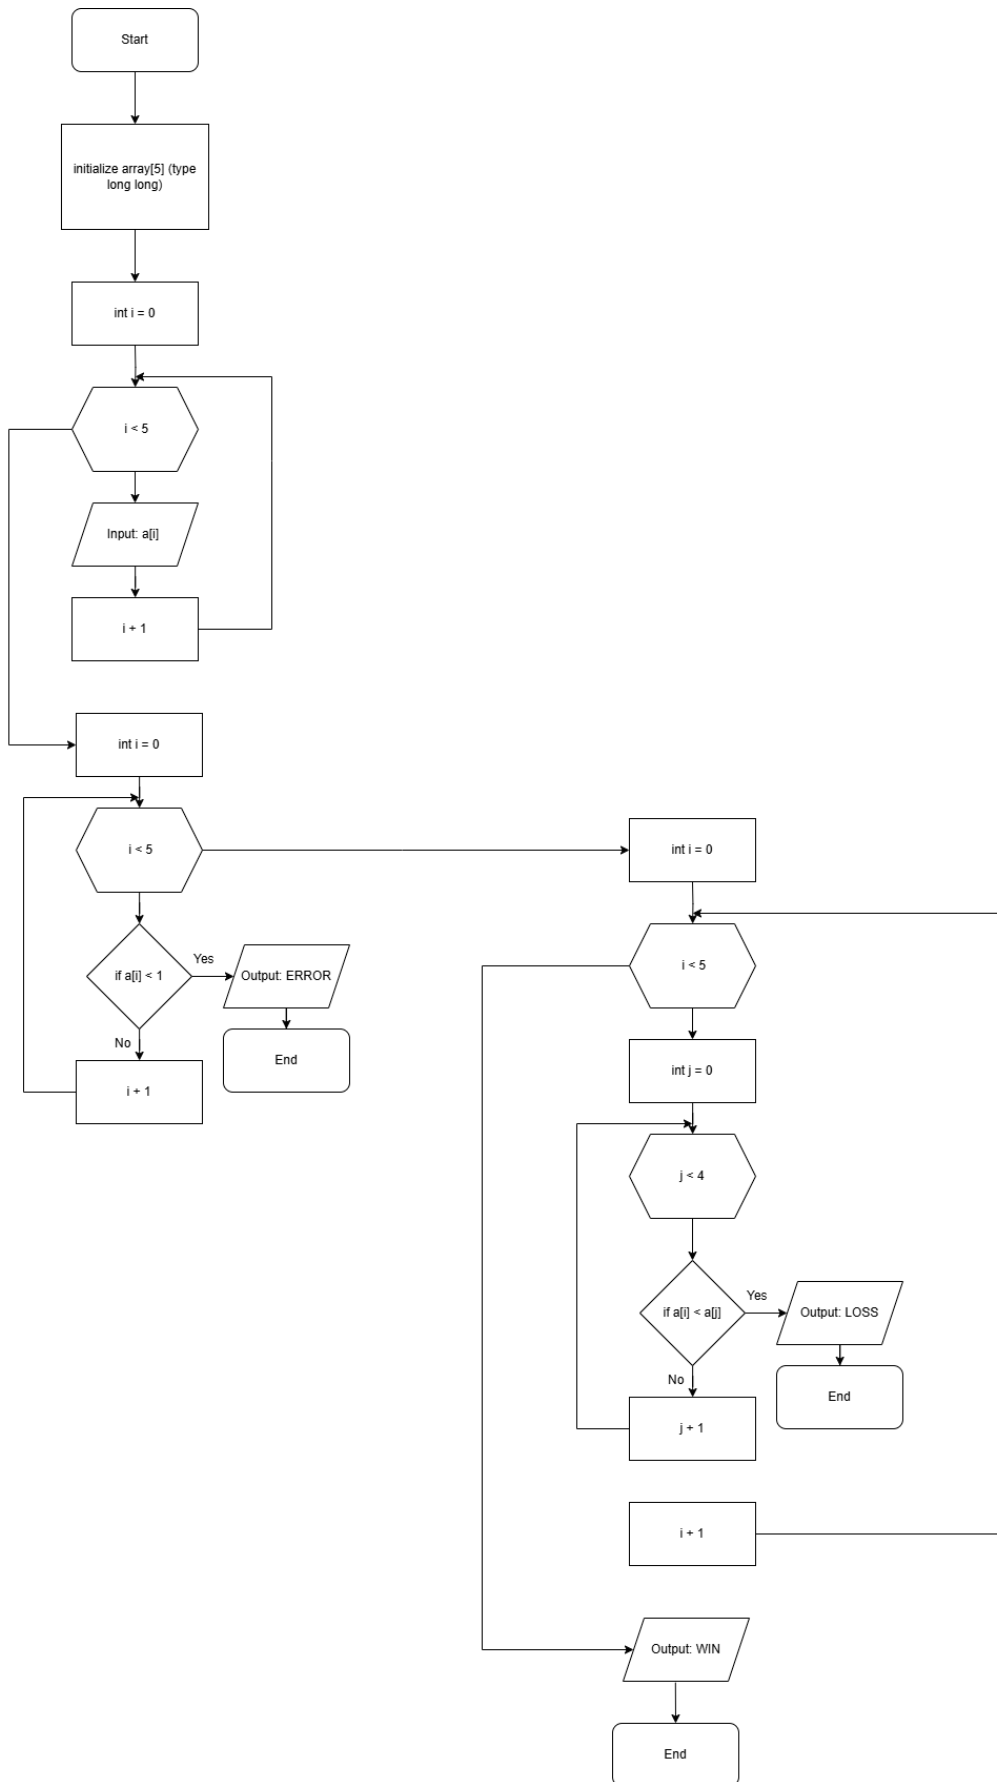 Start
initialize array[5] (type
long long)
int i = 0
i < 5
Input: a[i]
i + 1
int i = 0
i < 5
if a[i] < 1
Yes
Output: ERROR
End
No
i + 1
int i = 0
i < 5
int j = 0
j < 4
if a[i] < a[j]
Yes
Output: LOSS
End
No
j + 1
i + 1
Output: WIN
End